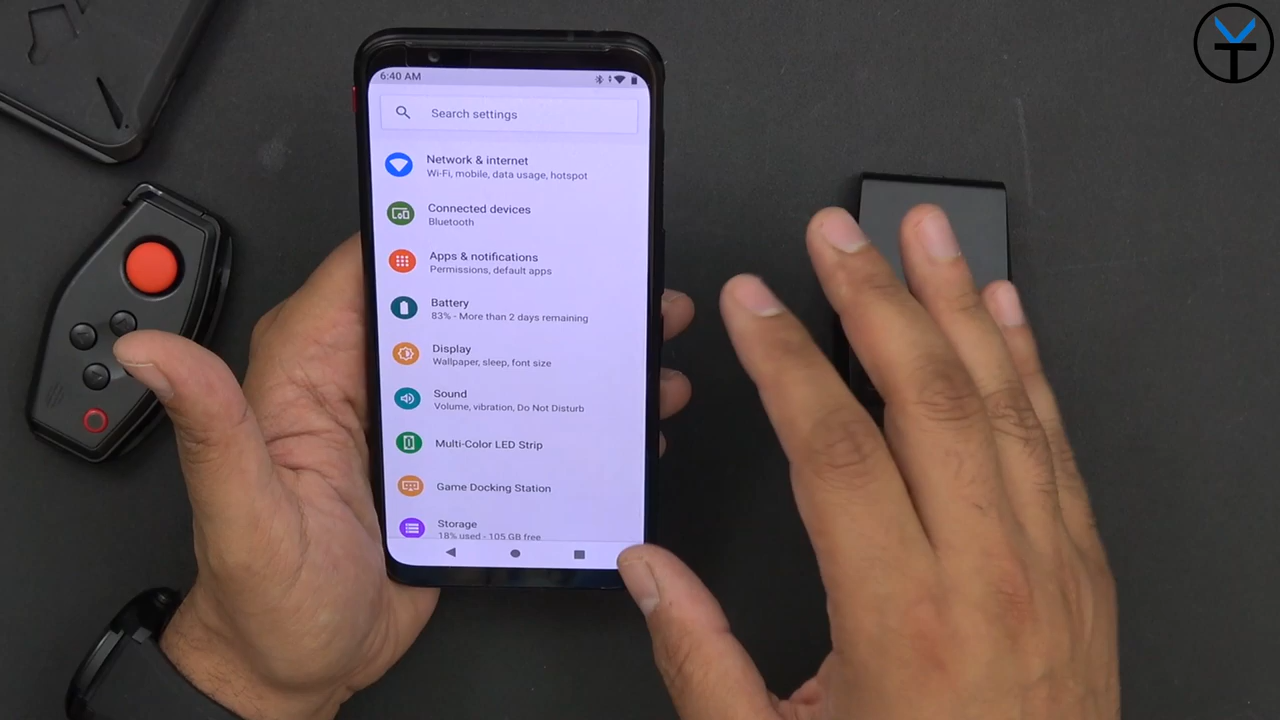 6:40 AM
Search settings
Network & internet
Wi-Fi, mobile, data usage, hotspot
Connected devices
Bluetooth
Apps & notifications
Permissions, default apps
Battery
83% - More than 2 days remaining
Display
Wallpaper, sleep, font size
Sound
Volume, vibration, Do Not Disturb
Multi-Color LED Strip
Game Docking Station
Storage
18% used - 105 GB free